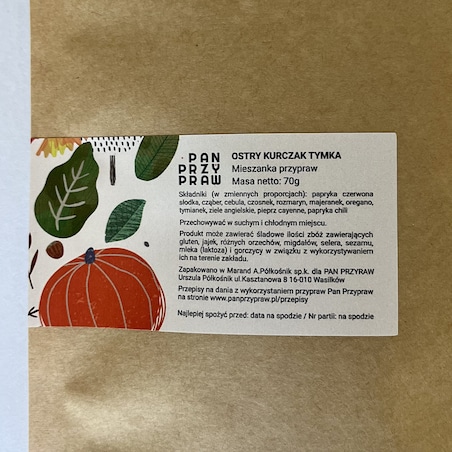 PAN
PRZY
PRAW
OSTRY KURCZAK TYMKA
Mieszanka przypraw
Masa netto: 70g
Składniki (w zmiennych proporcjach): papryka czerwona
słodka, cząber, cebula, czosnek, rozmaryn, majeranek, oregano,
tymianek, ziele angielskie, pieprz cayenne, papryka chili
Przechowywać w suchym i chłodnym miejscu.
Produkt może zawierać śladowe ilości zbóż zawierających
gluten, jajek, różnych orzechów, migdałów, selera, sezamu,
mleka (laktoza) i gorczycy w związku z wykorzystywaniem
ich na terenie zakładu.
Zapakowano w Marand A.Półkośnik sp.k. dla PAN PRZYRAW
Urszula Półkośnik ul.Kasztanowa 8 16-010 Wasilków
Przepisy na dania z wykorzystaniem przypraw Pan Przypraw
na stronie www.panprzypraw.pl/przepisy
Najlepiej spożyć przed: data na spodzie / Nr partii: na spodzie